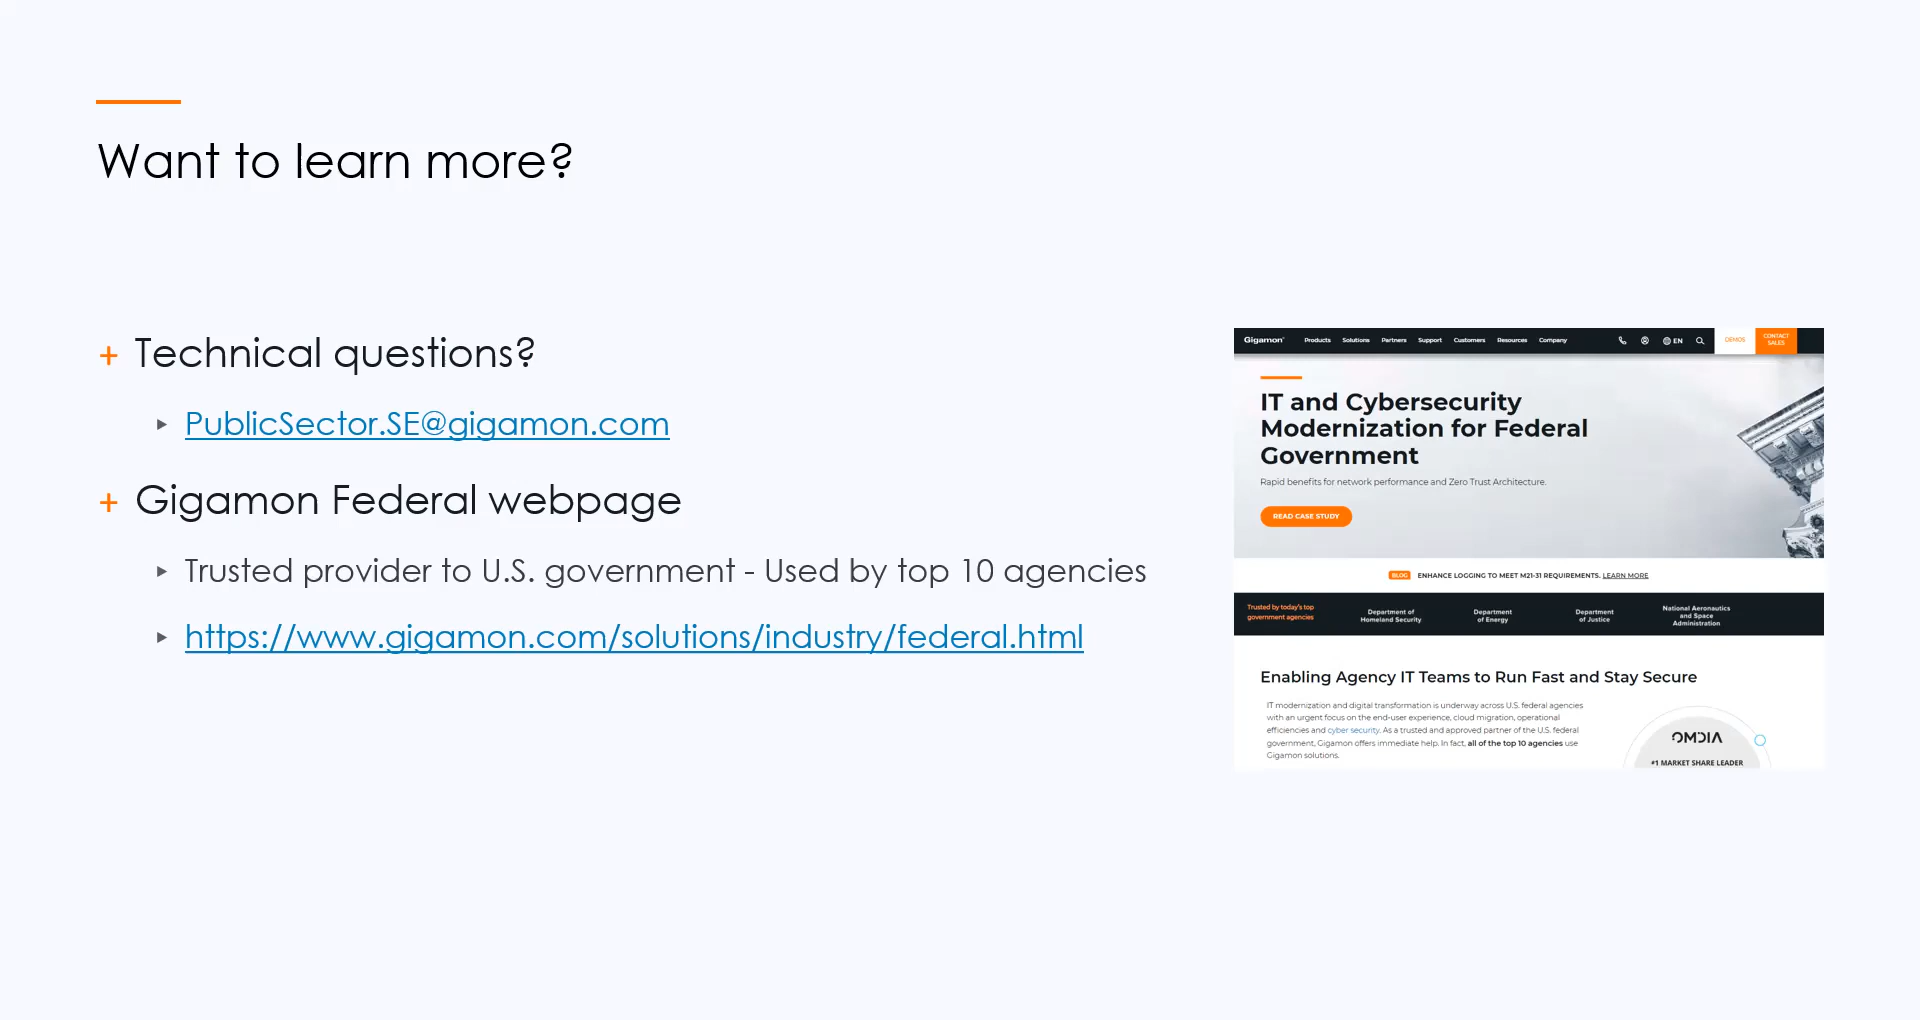 Want to learn more?
+ Technical questions?
▸ PublicSector.SE@gigamon.com
+ Gigamon Federal webpage
▸ Trusted provider to U.S. government - Used by top 10 agencies
▸ https://www.gigamon.com/solutions/industry/federal.html
Gigamon® Products Solutions Partners Support Customers Resources Company EN DEMOS CONTACT SALES
IT and Cybersecurity
Modernization for Federal
Government
Rapid benefits for network performance and Zero Trust Architecture.
READ CASE STUDY
BLOG ENHANCE LOGGING TO MEET M21-31 REQUIREMENTS. LEARN MORE
Trusted by today's top
government agencies
Department of
Homeland Security
Department
of Energy
Department
of Justice
National Aeronautics
and Space
Administration
Enabling Agency IT Teams to Run Fast and Stay Secure
IT modernization and digital transformation is underway across U.S. federal agencies
with an urgent focus on the end-user experience, cloud migration, operational
efficiencies and cyber security. As a trusted and approved partner of the U.S. federal
government, Gigamon offers immediate help. In fact, all of the top 10 agencies use
Gigamon solutions.
OMDIA
#1 MARKET SHARE LEADER